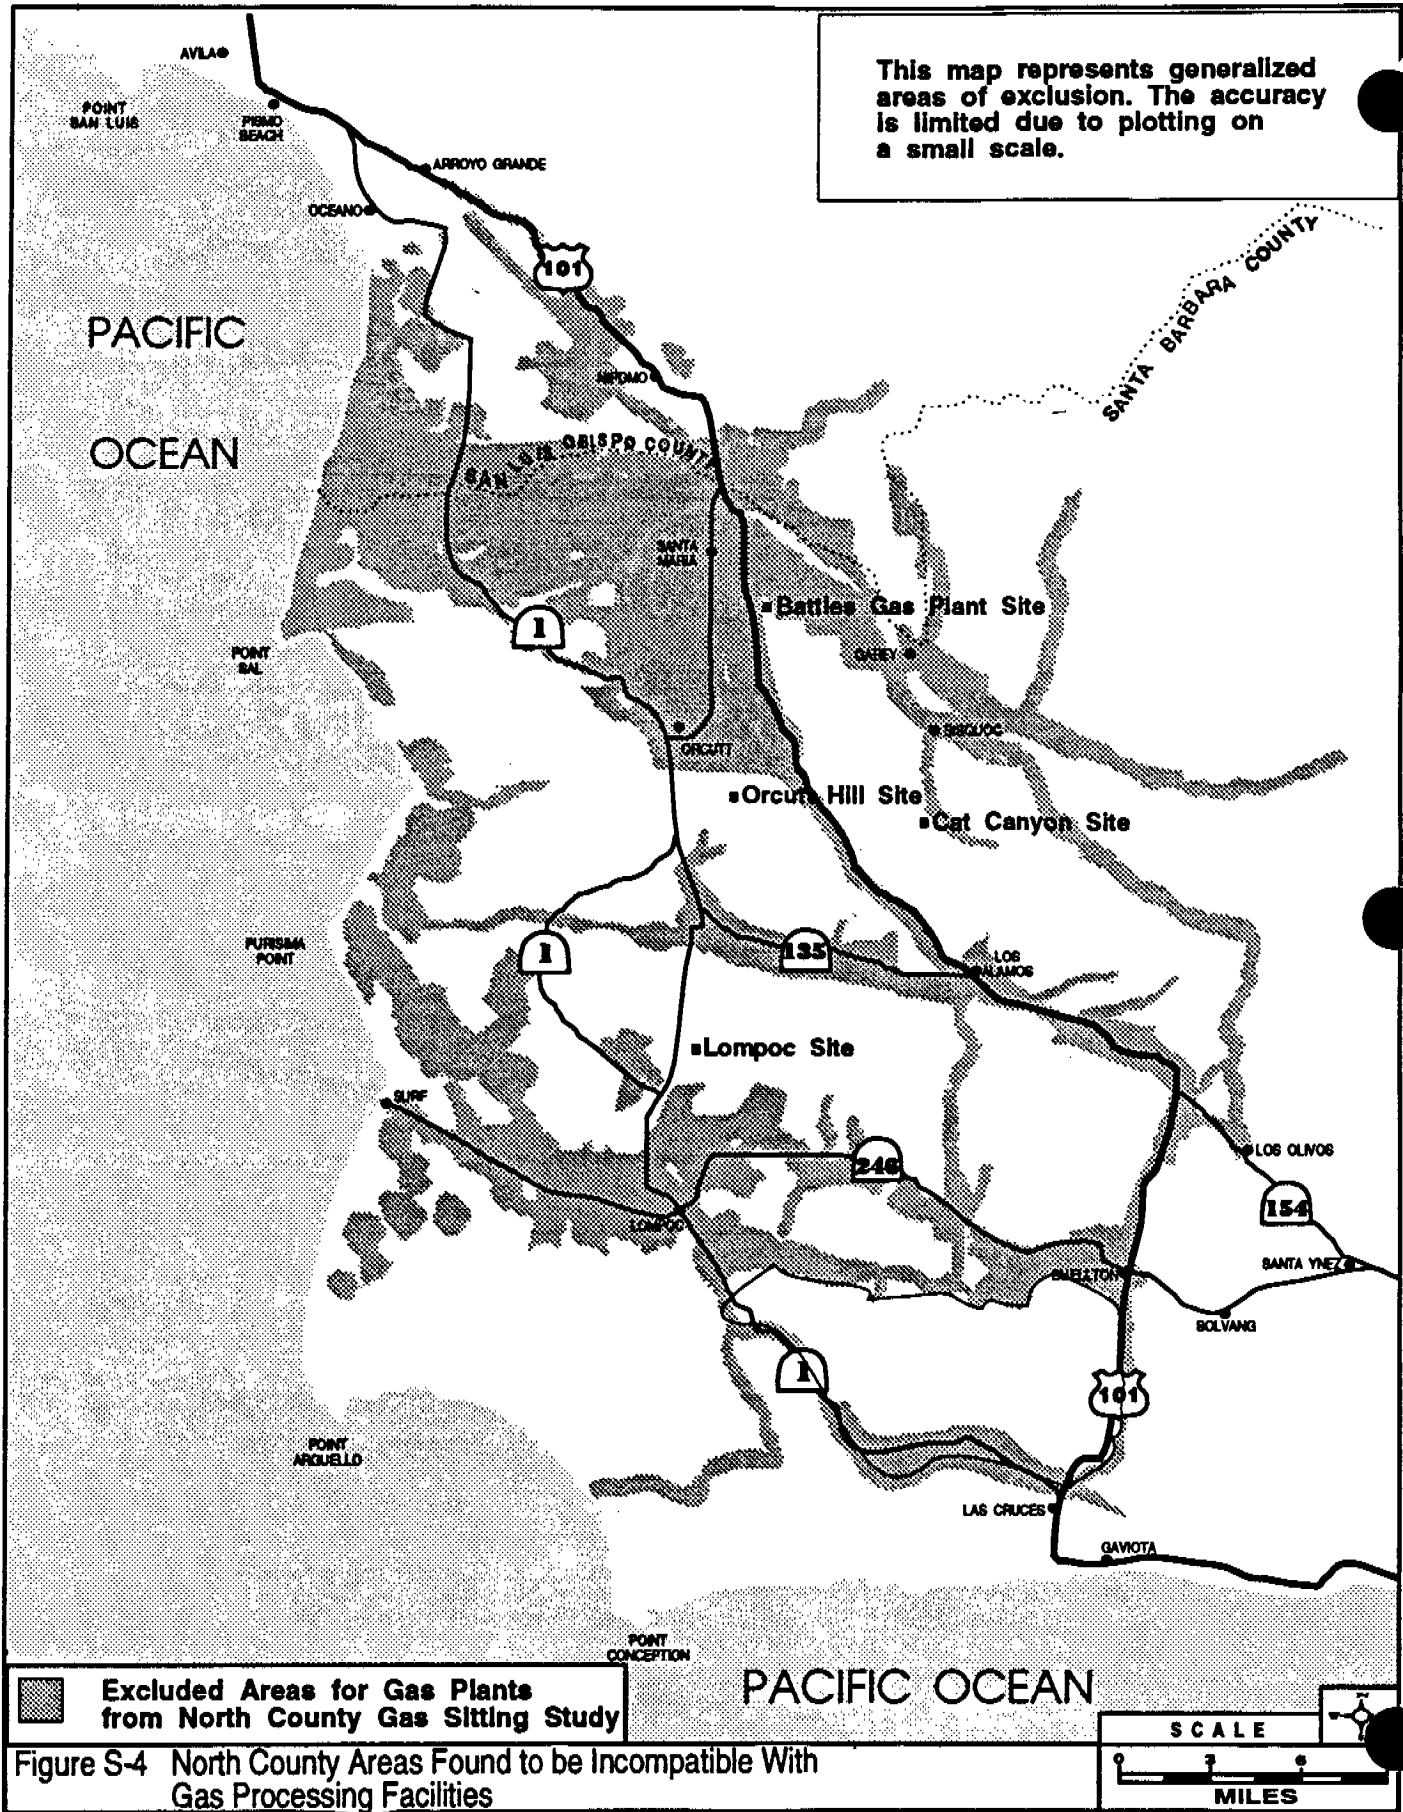 This map represents generalized
areas of exclusion. The accuracy
is limited due to plotting on
a small scale.
AVILA
POINT
SAN LUIS
PISMO
BEACH
ARROYO GRANDE
OCEANO
101
SANTA BARBARA COUNTY
PACIFIC
OCEAN
NIPOMO
SAN LUIS OBISPO COUNTY
SANTA
MARIA
Battles Gas Plant Site
1
GAREY
POINT
SAL
SISQUOC
ORCUTT
Orcutt Hill Site
Cat Canyon Site
PURISIMA
POINT
1
135
LOS
ALAMOS
Lompoc Site
SURF
246
LOS OLIVOS
154
LOMPOC
SANTA YNEZ
BUELLTON
SOLVANG
1
101
POINT
ARGUELLO
LAS CRUCES
GAVIOTA
POINT
CONCEPTION
PACIFIC OCEAN
Excluded Areas for Gas Plants
from North County Gas Sitting Study
SCALE
0 3 6
MILES
Figure S-4 North County Areas Found to be Incompatible With
Gas Processing Facilities